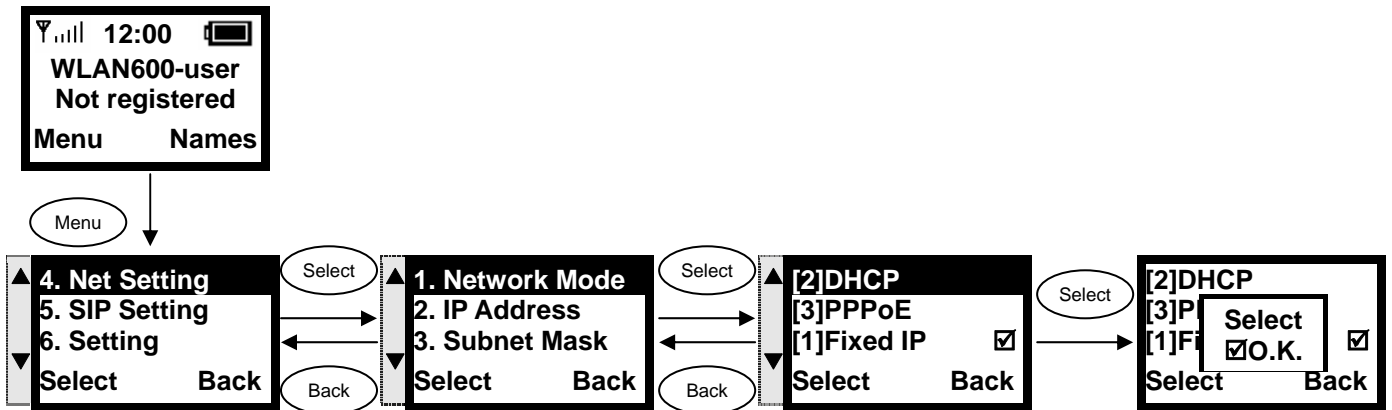 12:00
WLAN600-user
Not registered
Menu Names
Menu
4. Net Setting
5. SIP Setting
6. Setting
Select Back
Select
Back
1. Network Mode
2. IP Address
3. Subnet Mask
Select Back
Select
Back
[2]DHCP
[3]PPPoE
[1]Fixed IP ☑
Select Back
Select
[2]DHCP
[3]P
[1]Fi ☑
Select
☑O.K.
Select Back